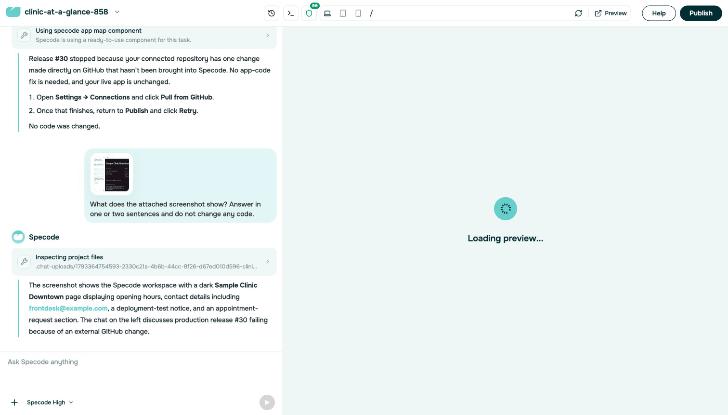 clinic-at-a-glance-858
Preview
Help
Publish
Using specode app map component
Specode is using a ready-to-use component for this task.
Release #30 stopped because your connected repository has one change
made directly on GitHub that hasn't been brought into Specode. No app-code
fix is needed, and your live app is unchanged.
1. Open Settings → Connections and click Pull from GitHub.
2. Once that finishes, return to Publish and click Retry.
No code was changed.
What does the attached screenshot show? Answer in
one or two sentences and do not change any code.
Specode
Inspecting project files
The screenshot shows the Specode workspace with a dark Sample Clinic
Downtown page displaying opening hours, contact details including
frontdesk@example.com, a deployment-test notice, and an appointment-
request section. The chat on the left discusses production release #30 failing
because of an external GitHub change.
Loading preview...
Ask Specode anything
Specode High